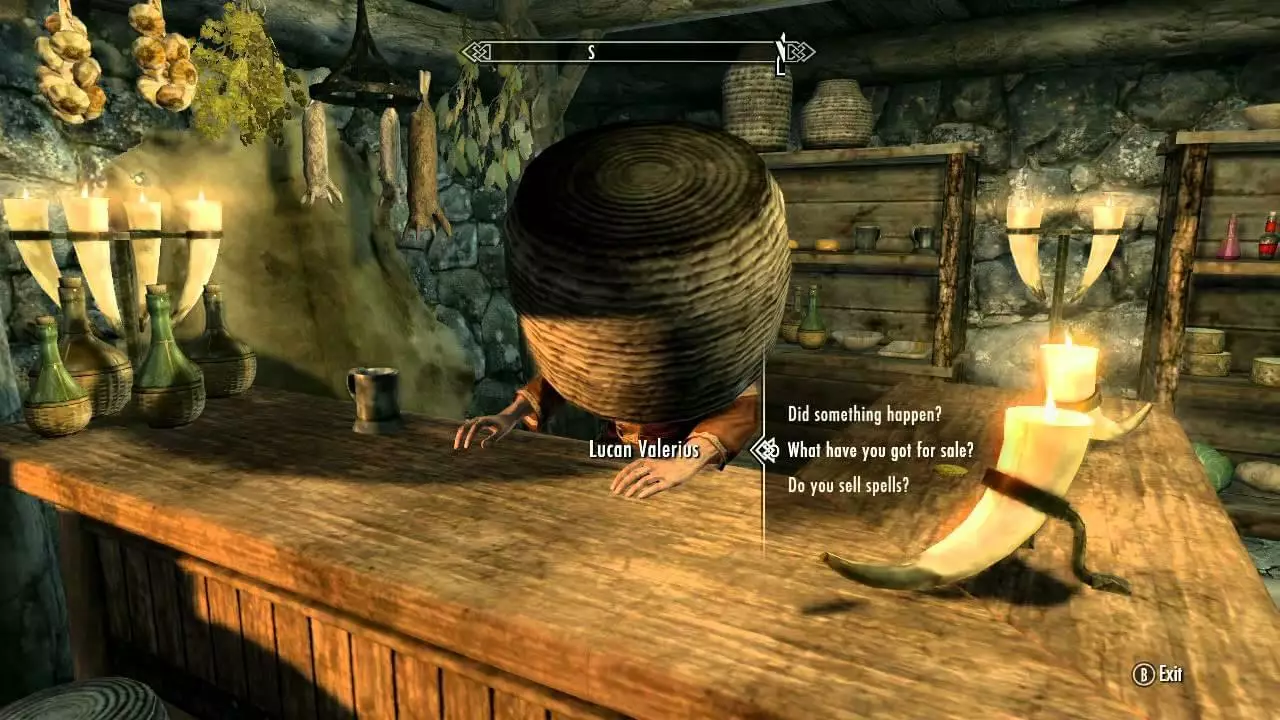 S
Did something happen?
Lucan Valerius
What have you got for sale?
Do you sell spells?
B Exit